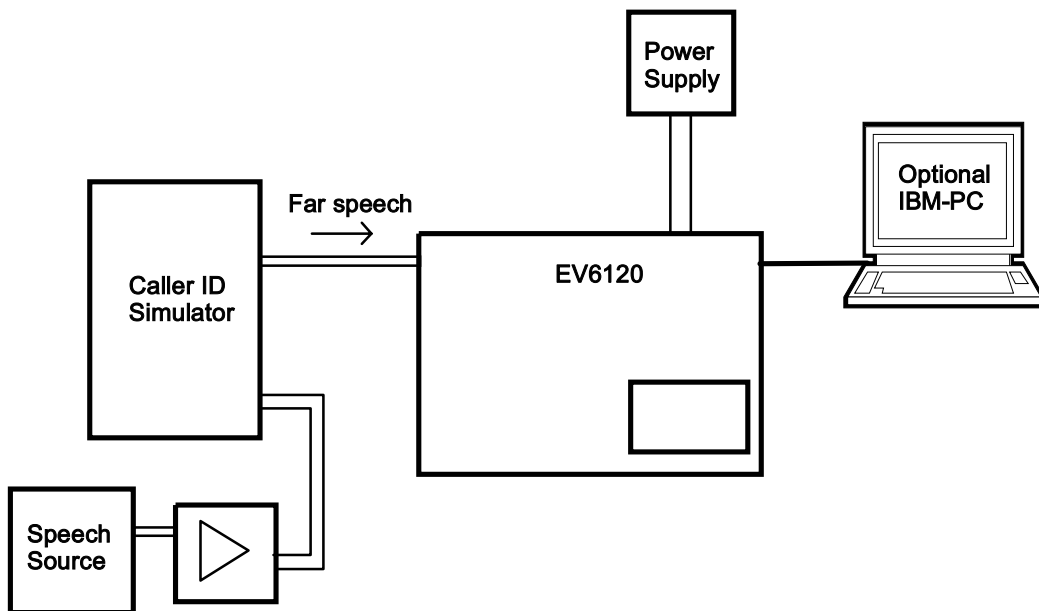 Power
Supply
Optional
IBM-PC
Far speech
EV6120
Caller ID
Simulator
Speech
Source